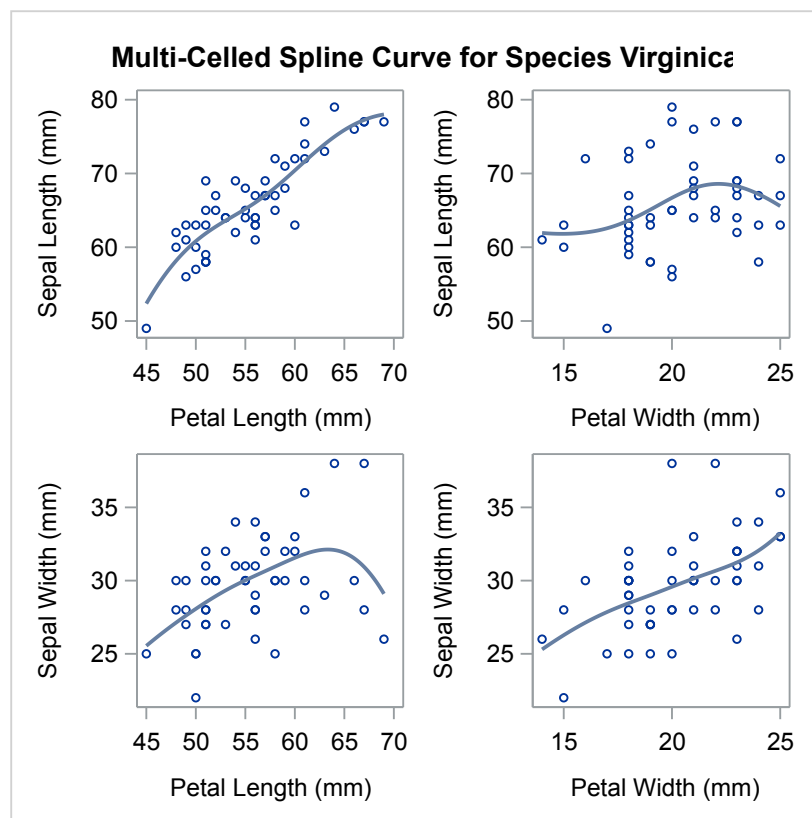 Multi-Celled Spline Curve for Species Virginica
Sepal Length (mm)
80
70
60
50
45 50 55 60 65 70
Petal Length (mm)
Sepal Length (mm)
80
70
60
50
15 20 25
Petal Width (mm)
Sepal Width (mm)
35
30
25
45 50 55 60 65 70
Petal Length (mm)
Sepal Width (mm)
35
30
25
15 20 25
Petal Width (mm)